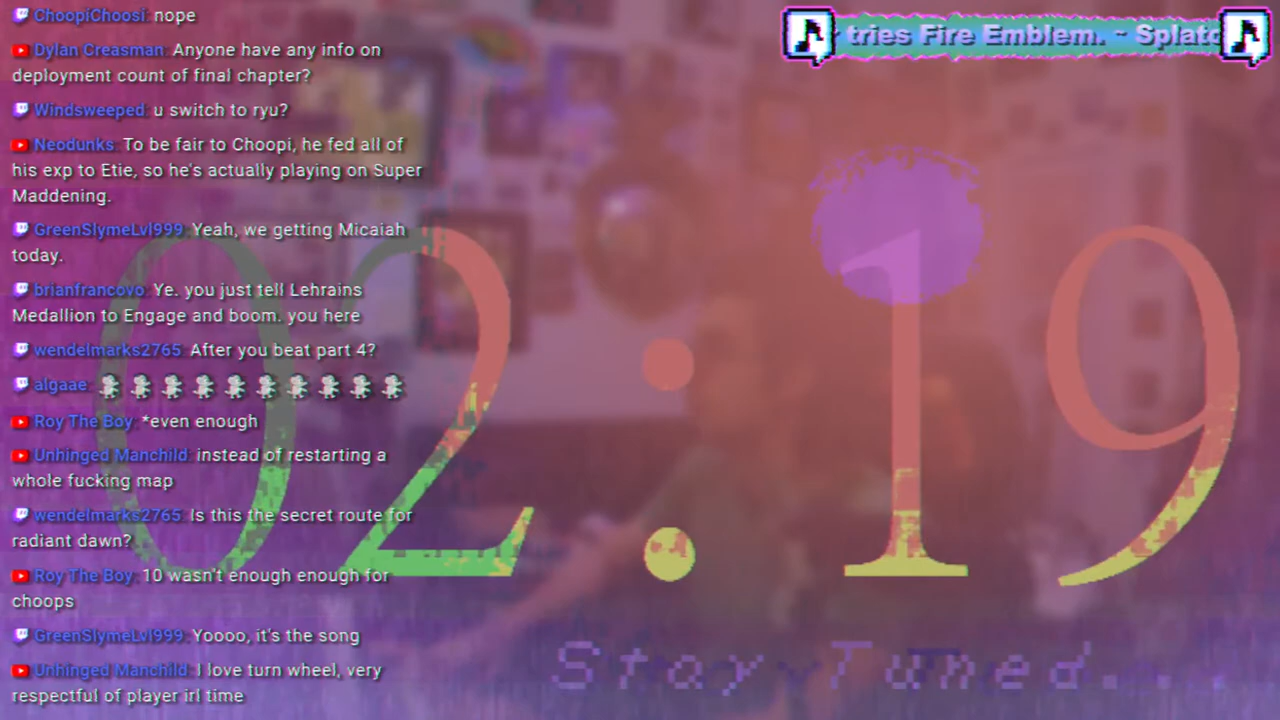 ChoopiChoosi: nope
Dylan Creasman: Anyone have any info on
deployment count of final chapter?
Windsweeped: u switch to ryu?
Neodunks: To be fair to Choopi, he fed all of
his exp to Etie, so he's actually playing on Super
Maddening.
GreenSlymeLvl999: Yeah, we getting Micaiah
today.
brianfrancovo: Ye. you just tell Lehrains
Medallion to Engage and boom. you here
wendelmarks2765: After you beat part 4?
algaae:
Roy The Boy: *even enough
Unhinged Manchild: instead of restarting a
whole fucking map
wendelmarks2765: Is this the secret route for
radiant dawn?
Roy The Boy: 10 wasn't enough enough for
choops
GreenSlymeLvl999: Yoooo, it's the song
Unhinged Manchild: I love turn wheel, very
respectful of player irl time
tries Fire Emblem. ~ Splato
02:19
Stay Tuned...